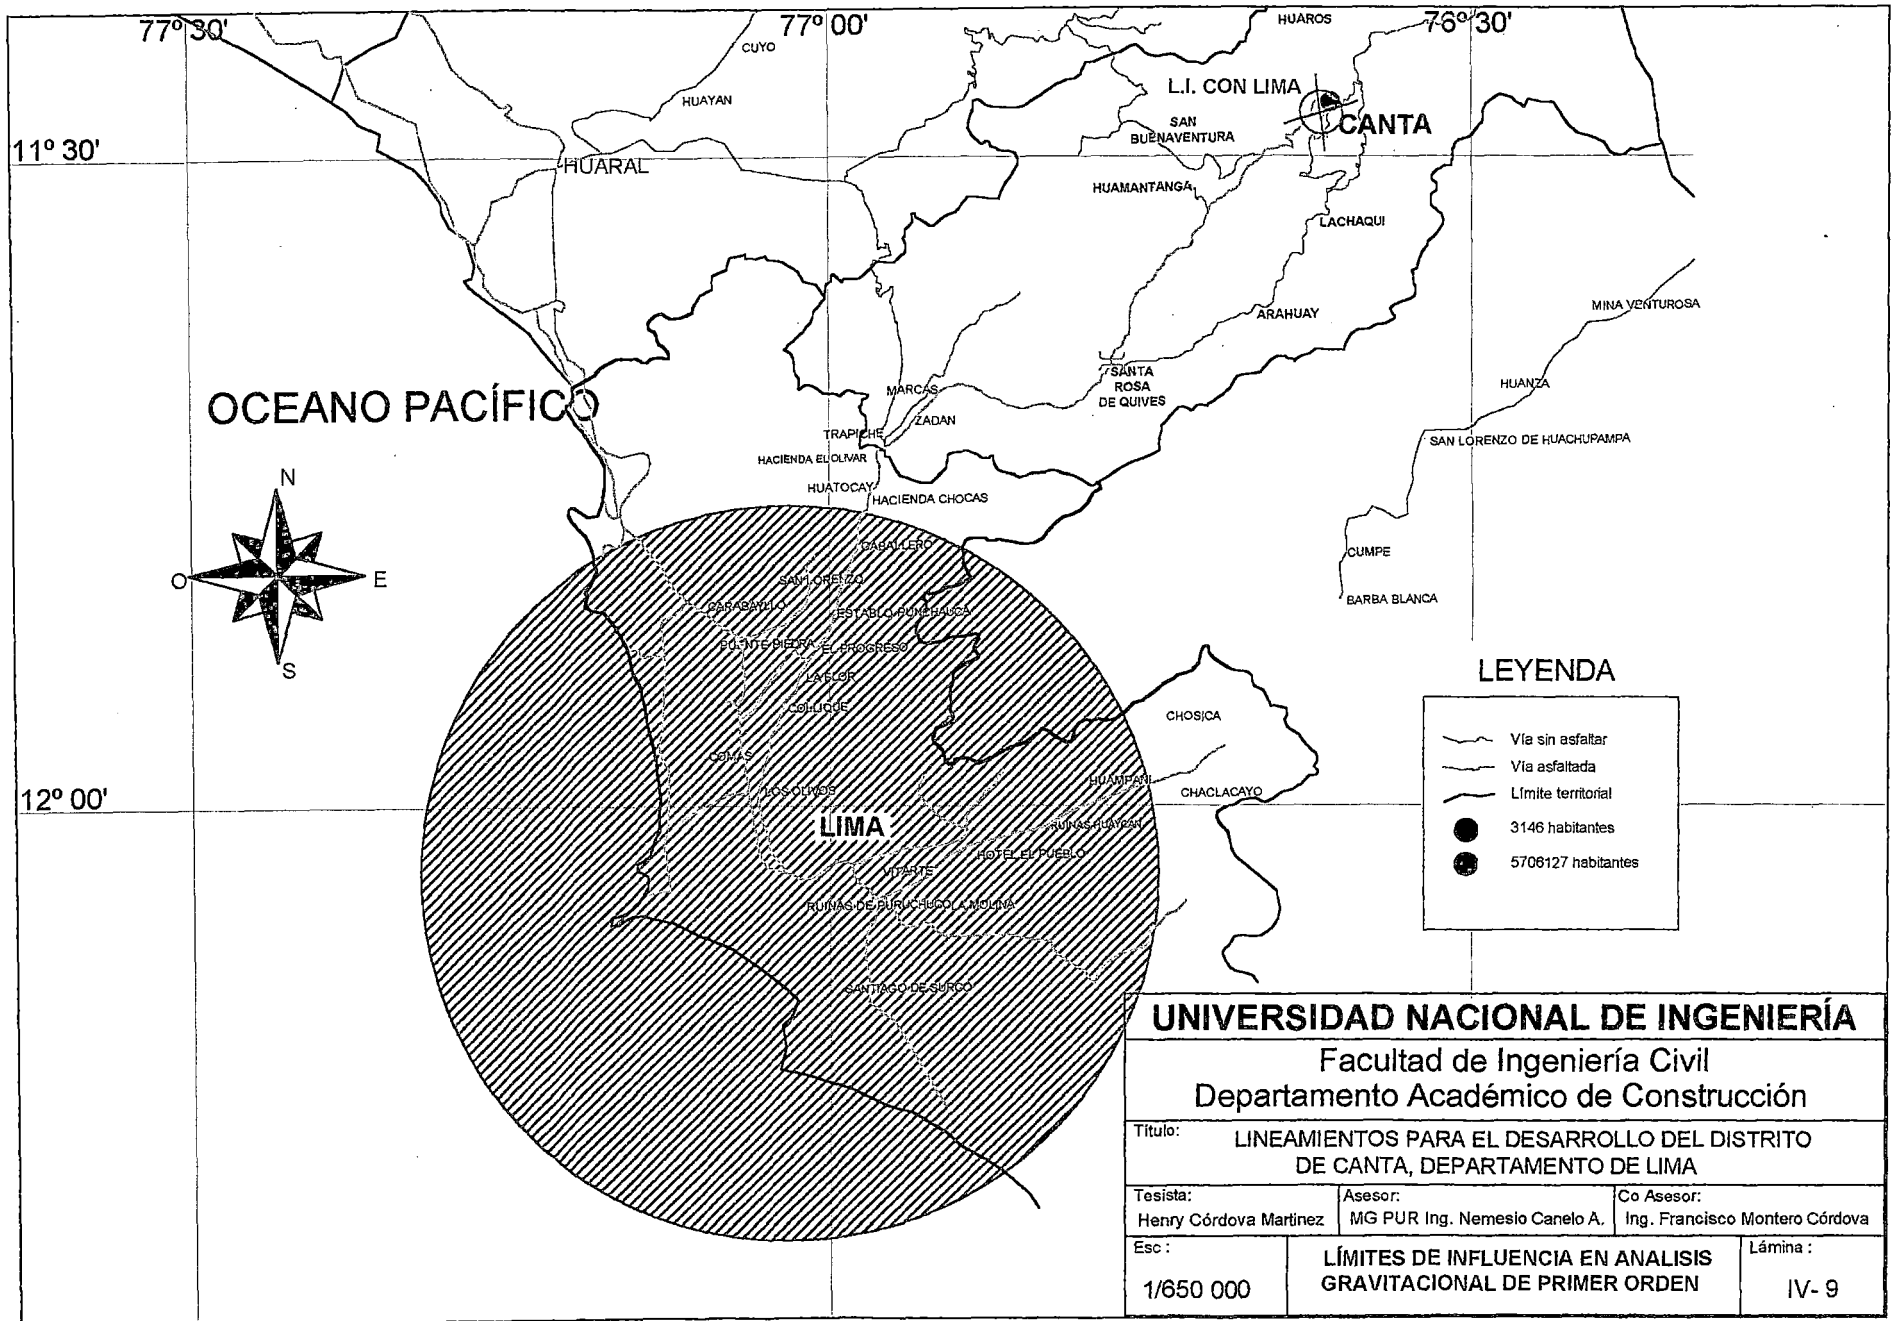 77º 30'
77º 00'
76º 30'
HUAROS
CUYO
HUAYAN
L.I. CON LIMA
CANTA
SAN
BUENAVENTURA
11º 30'
HUARAL
HUAMANTANGA
LACHAQUI
ARAHUAY
MINA VENTUROSA
SANTA
ROSA
DE QUIVES
HUANZA
OCEANO PACÍFICO
MARCAS
ZADAN
TRAPICHE
SAN LORENZO DE HUACHUPAMPA
HACIENDA EL OLIVAR
HUATOCAY
HACIENDA CHOCAS
N
O
E
S
CABALLERO
CUMPE
SAN LORENZO
BARBA BLANCA
CARABAYLLO
ESTABLO PUNCHAUCA
PUENTE PIEDRA
EL PROGRESO
LA FLOR
COLLIQUE
CHOSICA
COMAS
HUAMPANI
LOS OLIVOS
CHACLACAYO
12º 00'
LIMA
RUINAS HUAYCAN
HOTEL EL PUEBLO
VITARTE
RUINAS DE PURUCHUCO
LA MOLINA
SANTIAGO DE SURCO
LEYENDA
Vía sin asfaltar
Vía asfaltada
Límite territorial
3146 habitantes
5706127 habitantes
UNIVERSIDAD NACIONAL DE INGENIERÍA
Facultad de Ingeniería Civil
Departamento Académico de Construcción
Titulo:
LINEAMIENTOS PARA EL DESARROLLO DEL DISTRITO
DE CANTA, DEPARTAMENTO DE LIMA
Tesista:
Henry Córdova Martinez
Asesor:
MG PUR Ing. Nemesio Canelo A.
Co Asesor:
Ing. Francisco Montero Córdova
Esc :
1/650 000
LÍMITES DE INFLUENCIA EN ANALISIS
GRAVITACIONAL DE PRIMER ORDEN
Lámina :
IV- 9